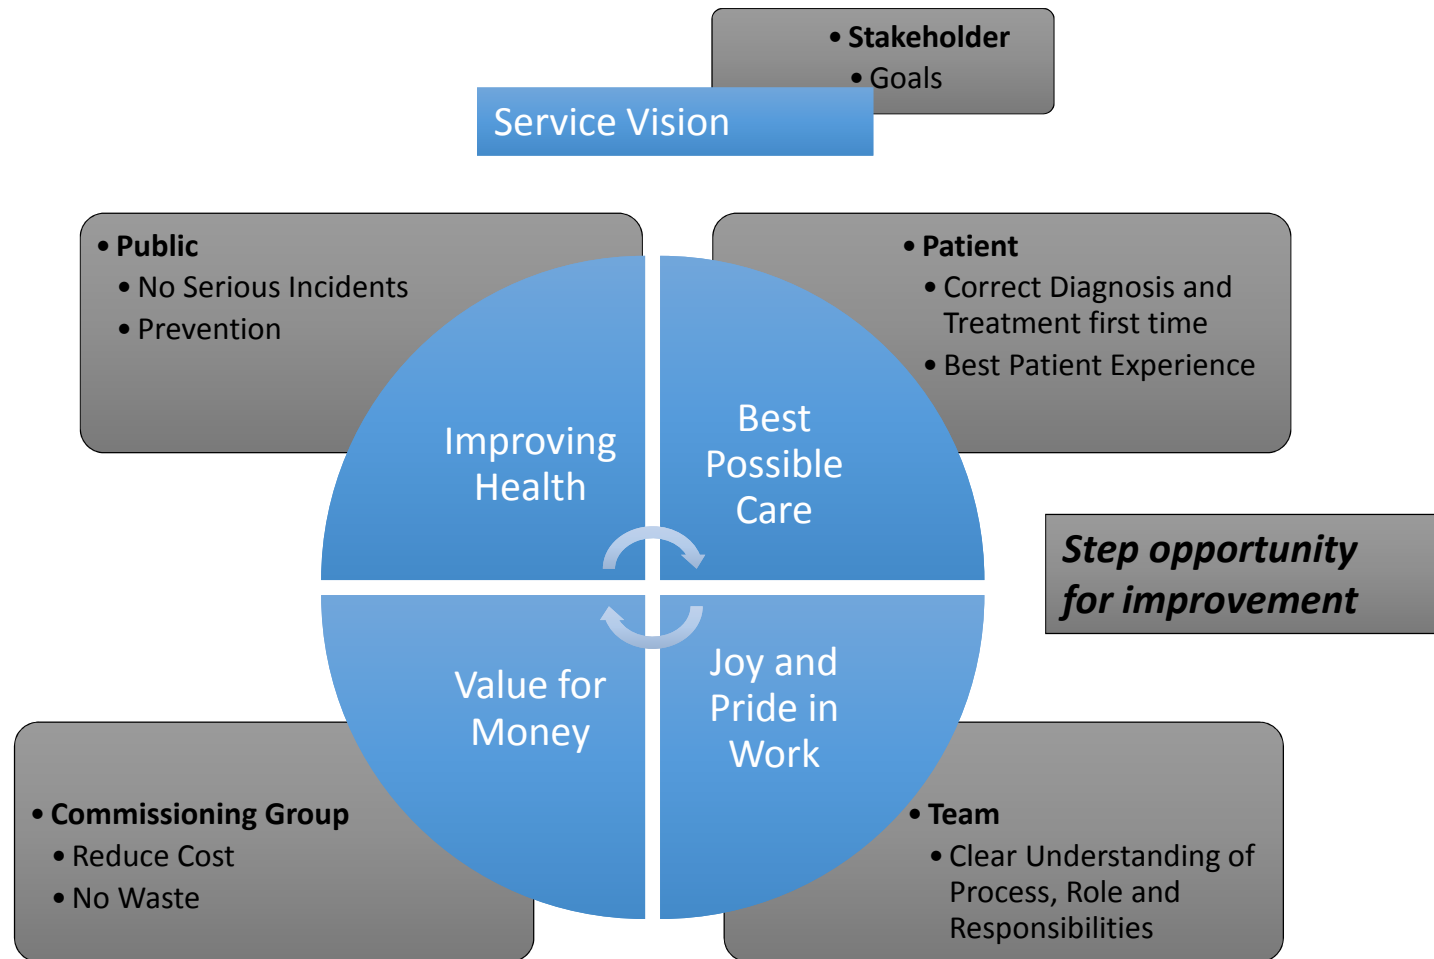 • Stakeholder
• Goals
Service Vision
• Public
• No Serious Incidents
• Prevention
• Patient
• Correct Diagnosis and
Treatment first time
• Best Patient Experience
Improving
Health
Best
Possible
Care
Step opportunity
for improvement
Value for
Money
Joy and
Pride in
Work
• Commissioning Group
• Reduce Cost
• No Waste
• Team
• Clear Understanding of
Process, Role and
Responsibilities